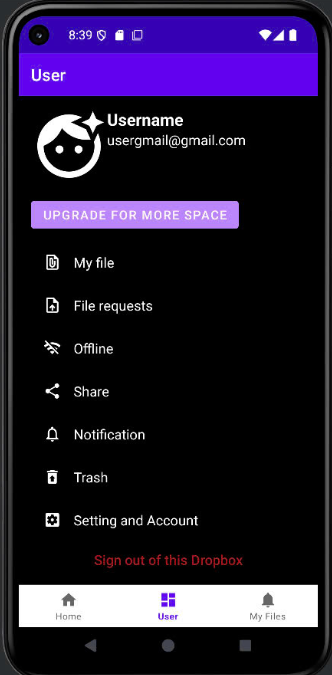 8:39
User
Username
usergmail@gmail.com
UPGRADE FOR MORE SPACE
My file
File requests
Offline
Share
Notification
Trash
Setting and Account
Sign out of this Dropbox
Home
User
My Files